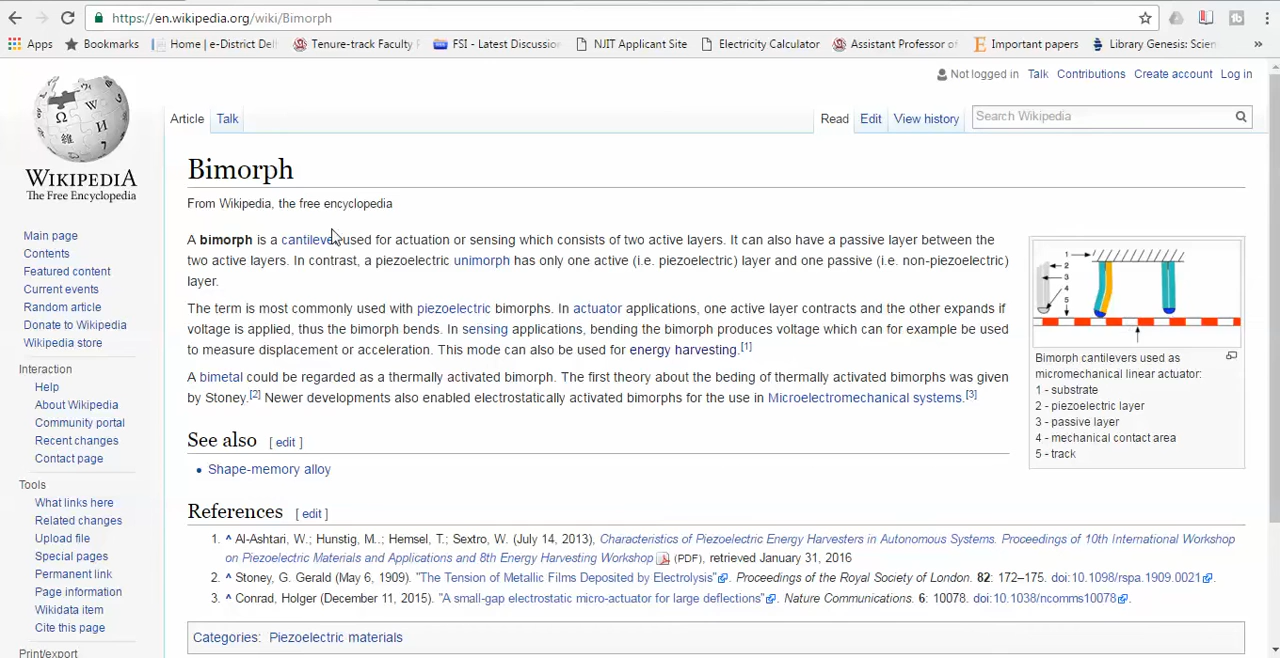 https://en.wikipedia.org/wiki/Bimorph
Apps Bookmarks Home | e-District Del Tenure-track Faculty FSI - Latest Discussio NJIT Applicant Site Electricity Calculator Assistant Professor of Important papers Library Genesis: Scien »
Not logged in Talk Contributions Create account Log in
Article Talk Read Edit View history Search Wikipedia
WIKIPEDIA
The Free Encyclopedia
Main page
Contents
Featured content
Current events
Random article
Donate to Wikipedia
Wikipedia store
Interaction
Help
About Wikipedia
Community portal
Recent changes
Contact page
Tools
What links here
Related changes
Upload file
Special pages
Permanent link
Page information
Wikidata item
Cite this page
Print/export
Bimorph
From Wikipedia, the free encyclopedia
A bimorph is a cantilever used for actuation or sensing which consists of two active layers. It can also have a passive layer between the
two active layers. In contrast, a piezoelectric unimorph has only one active (i.e. piezoelectric) layer and one passive (i.e. non-piezoelectric)
layer.
The term is most commonly used with piezoelectric bimorphs. In actuator applications, one active layer contracts and the other expands if
voltage is applied, thus the bimorph bends. In sensing applications, bending the bimorph produces voltage which can for example be used
to measure displacement or acceleration. This mode can also be used for energy harvesting.[1]
A bimetal could be regarded as a thermally activated bimorph. The first theory about the beding of thermally activated bimorphs was given
by Stoney.[2] Newer developments also enabled electrostatically activated bimorphs for the use in Microelectromechanical systems.[3]
1
2
3
4
5
Bimorph cantilevers used as
micromechanical linear actuator:
1 - substrate
2 - piezoelectric layer
3 - passive layer
4 - mechanical contact area
5 - track
See also [ edit ]
• Shape-memory alloy
References [ edit ]
1. ^ Al-Ashtari, W.; Hunstig, M..; Hemsel, T.; Sextro, W. (July 14, 2013), Characteristics of Piezoelectric Energy Harvesters in Autonomous Systems. Proceedings of 10th International Workshop
on Piezoelectric Materials and Applications and 8th Energy Harvesting Workshop (PDF), retrieved January 31, 2016
2. ^ Stoney, G. Gerald (May 6, 1909). "The Tension of Metallic Films Deposited by Electrolysis". Proceedings of the Royal Society of London. 82: 172–175. doi:10.1098/rspa.1909.0021.
3. ^ Conrad, Holger (December 11, 2015). "A small-gap electrostatic micro-actuator for large deflections". Nature Communications. 6: 10078. doi:10.1038/ncomms10078.
Categories: Piezoelectric materials